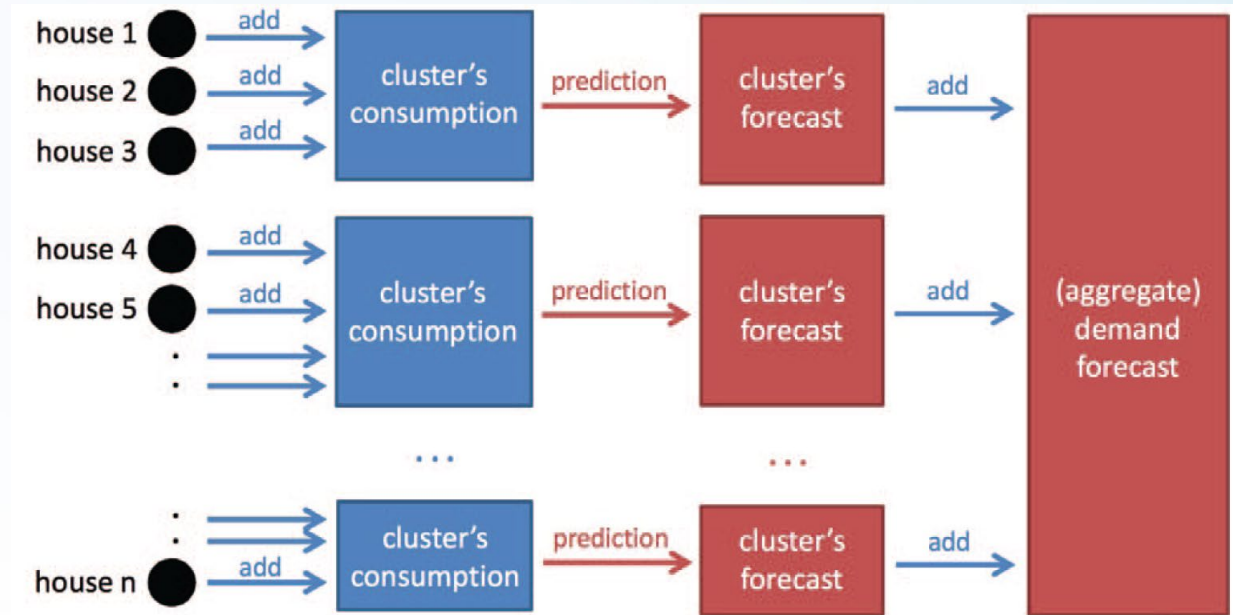 house 1
add
house 2
add
house 3
add
cluster's
consumption
prediction
cluster's
forecast
add
house 4
add
house 5
add
.
.
cluster's
consumption
prediction
cluster's
forecast
add
(aggregate)
demand
forecast
...
...
.
.
house n
add
cluster's
consumption
prediction
cluster's
forecast
add